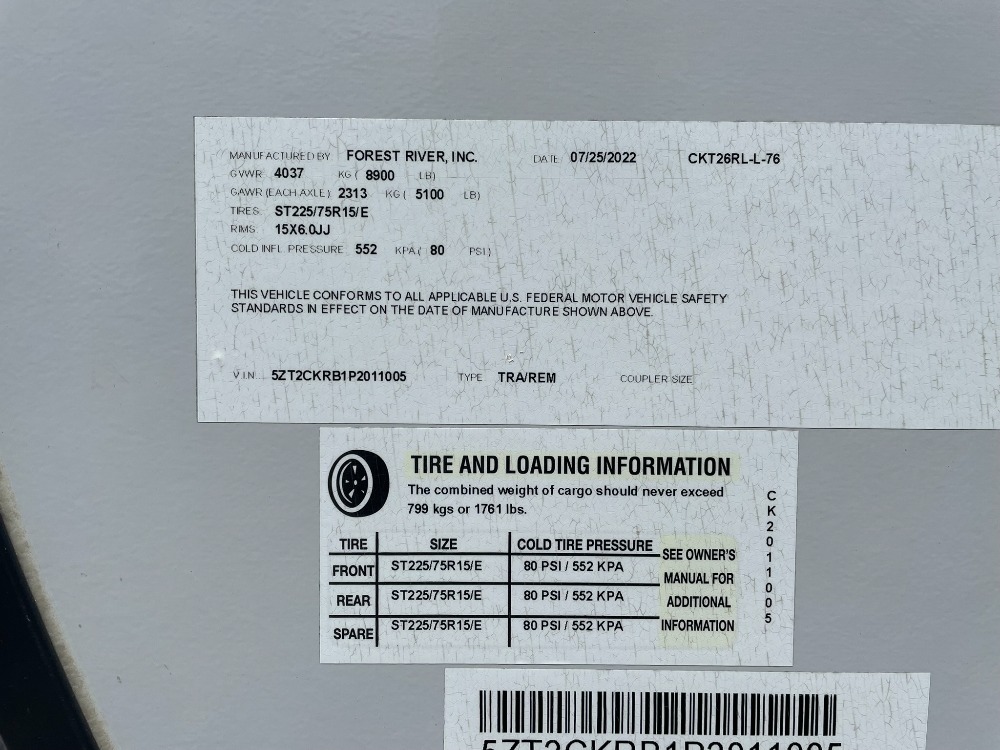 MANUFACTURED BY FOREST RIVER, INC. DATE 07/25/2022 CKT26RL-L-76
GVWR 4037 KG ( 8900 LB)
GAWR (EACH AXLE) 2313 KG ( 5100 LB)
TIRES ST225/75R15/E
RIMS 15X6.0JJ
COLD INFL. PRESSURE 552 KPA ( 80 PSI)
THIS VEHICLE CONFORMS TO ALL APPLICABLE U.S. FEDERAL MOTOR VEHICLE SAFETY
STANDARDS IN EFFECT ON THE DATE OF MANUFACTURE SHOWN ABOVE.
V.I.N. 5ZT2CKRB1P2011005 TYPE TRA/REM COUPLER SIZE
TIRE AND LOADING INFORMATION
The combined weight of cargo should never exceed
799 kgs or 1761 lbs.
TIRE SIZE COLD TIRE PRESSURE
FRONT ST225/75R15/E 80 PSI / 552 KPA
REAR ST225/75R15/E 80 PSI / 552 KPA
SPARE ST225/75R15/E 80 PSI / 552 KPA
SEE OWNER'S
MANUAL FOR
ADDITIONAL
INFORMATION
CK2011005
5ZT2CKRB1P2011005